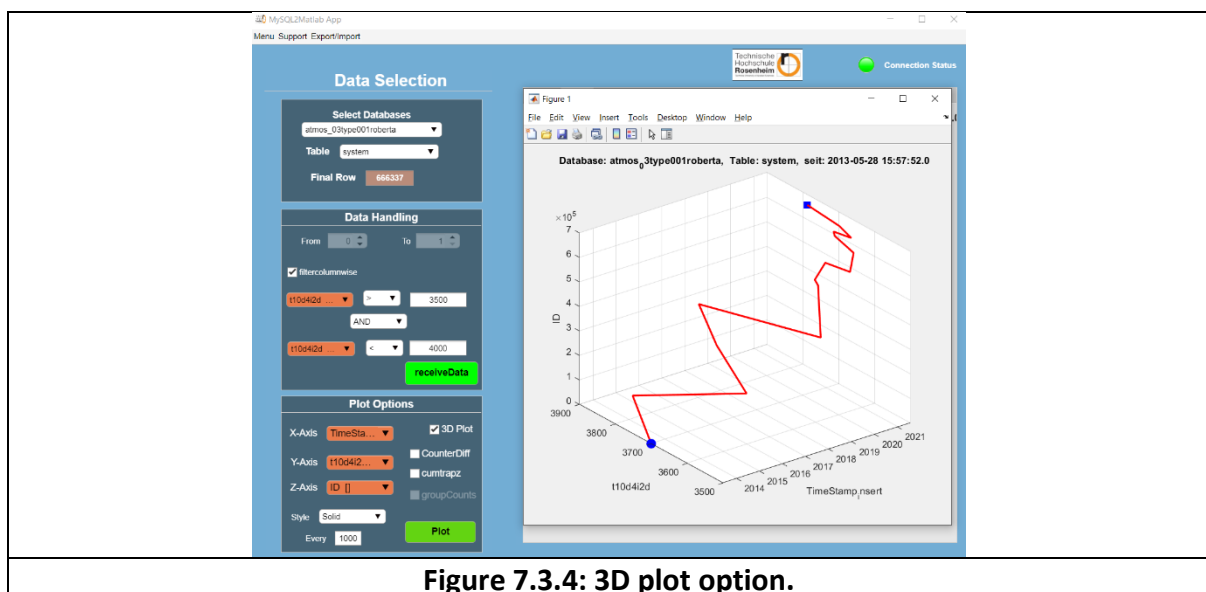 MySQL2Matlab App
Menu Support Export/Import
Technische
Hochschule
Rosenheim
Connection Status
Data Selection
Select Databases
atmos_03type001roberta
Table system
Final Row 666337
Data Handling
From 0 To 1
filtercolumnwise
t10d4i2d ... > 3500
AND
t10d4i2d ... < 4000
receiveData
Plot Options
X-Axis TimeSta... 3D Plot
CounterDiff
Y-Axis t10d4i2...
cumtrapz
Z-Axis ID []
groupCounts
Style Solid
Every 1000
Plot
Figure 1
File Edit View Insert Tools Desktop Window Help
Database: atmos03type001roberta, Table: system, seit: 2013-05-28 15:57:52.0
×10^5
7
6
5
4
3
2
1
0
ID
3900
3800
3700
3600
3500
t10d4i2d
2014
2015
2016
2017
2018
2019
2020
2021
TimeStampinsert
Figure 7.3.4: 3D plot option.